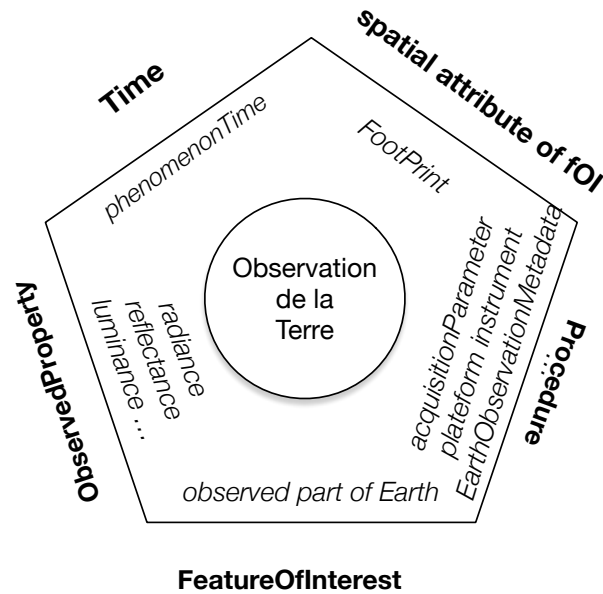 Time
spatial attribute of fOI
phenomenonTime
FootPrint
Observation
de la
Terre
ObservedProperty
radiance
reflectance
luminance ...
acquisitionParameter
plateform instrument
EarthObservationMetadata
...
Procedure
observed part of Earth
FeatureOfInterest